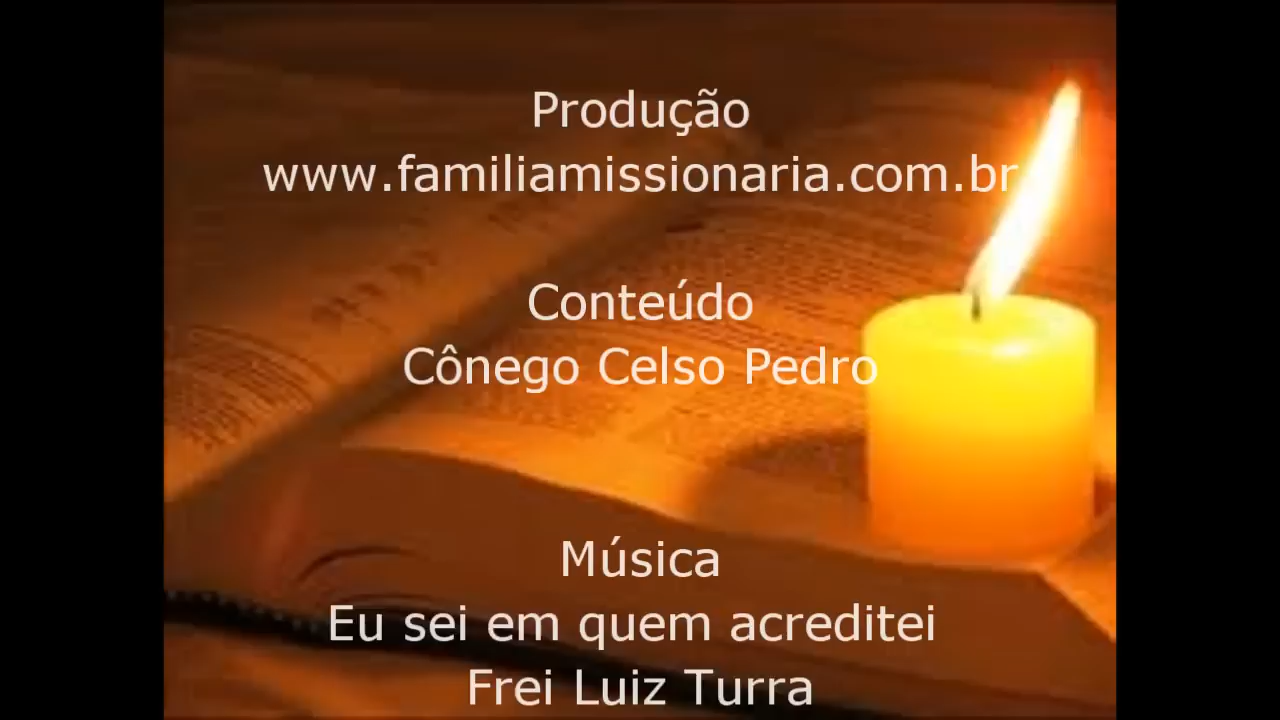 Produção
www.familiamissionaria.com.br
Conteúdo
Cônego Celso Pedro
Música
Eu sei em quem acreditei
Frei Luiz Turra